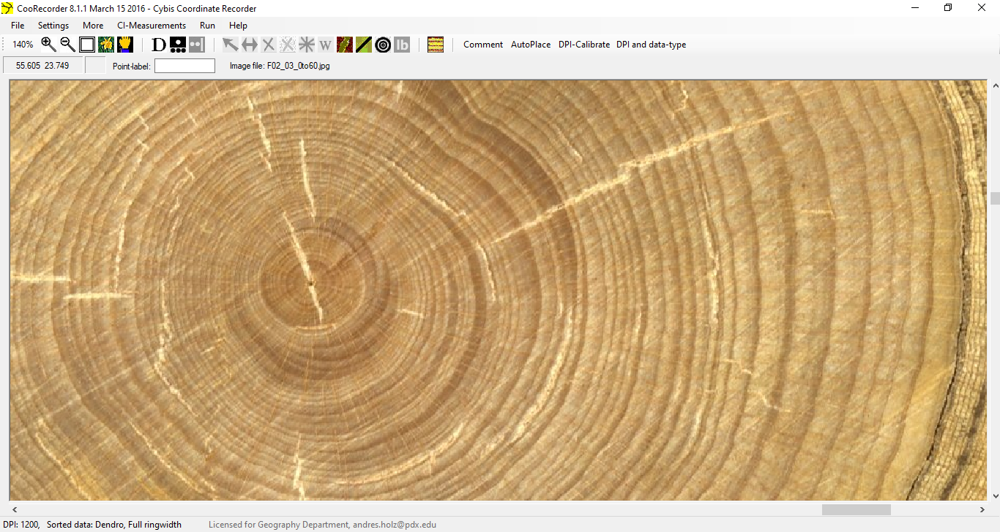 CooRecorder 8.1.1 March 15 2016 - Cybis Coordinate Recorder
File Settings More CI-Measurements Run Help
140% D W lb Comment AutoPlace DPI-Calibrate DPI and data-type
55.605 23.749 Point-label: Image file: F02_03_0to60.jpg
DPI: 1200, Sorted data: Dendro, Full ringwidth Licensed for Geography Department, andres.holz@pdx.edu